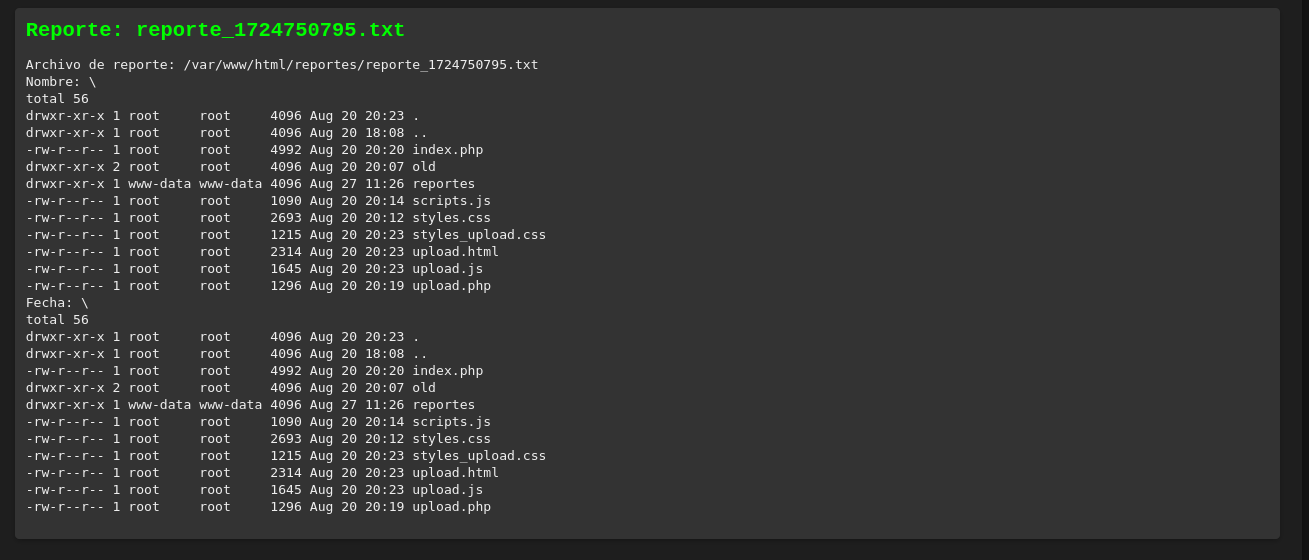 Reporte: reporte_1724750795.txt
Archivo de reporte: /var/www/html/reportes/reporte_1724750795.txt
Nombre: \
total 56
drwxr-xr-x 1 root     root     4096 Aug 20 20:23 .
drwxr-xr-x 1 root     root     4096 Aug 20 18:08 ..
-rw-r--r-- 1 root     root     4992 Aug 20 20:20 index.php
drwxr-xr-x 2 root     root     4096 Aug 20 20:07 old
drwxr-xr-x 1 www-data www-data 4096 Aug 27 11:26 reportes
-rw-r--r-- 1 root     root     1090 Aug 20 20:14 scripts.js
-rw-r--r-- 1 root     root     2693 Aug 20 20:12 styles.css
-rw-r--r-- 1 root     root     1215 Aug 20 20:23 styles_upload.css
-rw-r--r-- 1 root     root     2314 Aug 20 20:23 upload.html
-rw-r--r-- 1 root     root     1645 Aug 20 20:23 upload.js
-rw-r--r-- 1 root     root     1296 Aug 20 20:19 upload.php
Fecha: \
total 56
drwxr-xr-x 1 root     root     4096 Aug 20 20:23 .
drwxr-xr-x 1 root     root     4096 Aug 20 18:08 ..
-rw-r--r-- 1 root     root     4992 Aug 20 20:20 index.php
drwxr-xr-x 2 root     root     4096 Aug 20 20:07 old
drwxr-xr-x 1 www-data www-data 4096 Aug 27 11:26 reportes
-rw-r--r-- 1 root     root     1090 Aug 20 20:14 scripts.js
-rw-r--r-- 1 root     root     2693 Aug 20 20:12 styles.css
-rw-r--r-- 1 root     root     1215 Aug 20 20:23 styles_upload.css
-rw-r--r-- 1 root     root     2314 Aug 20 20:23 upload.html
-rw-r--r-- 1 root     root     1645 Aug 20 20:23 upload.js
-rw-r--r-- 1 root     root     1296 Aug 20 20:19 upload.php